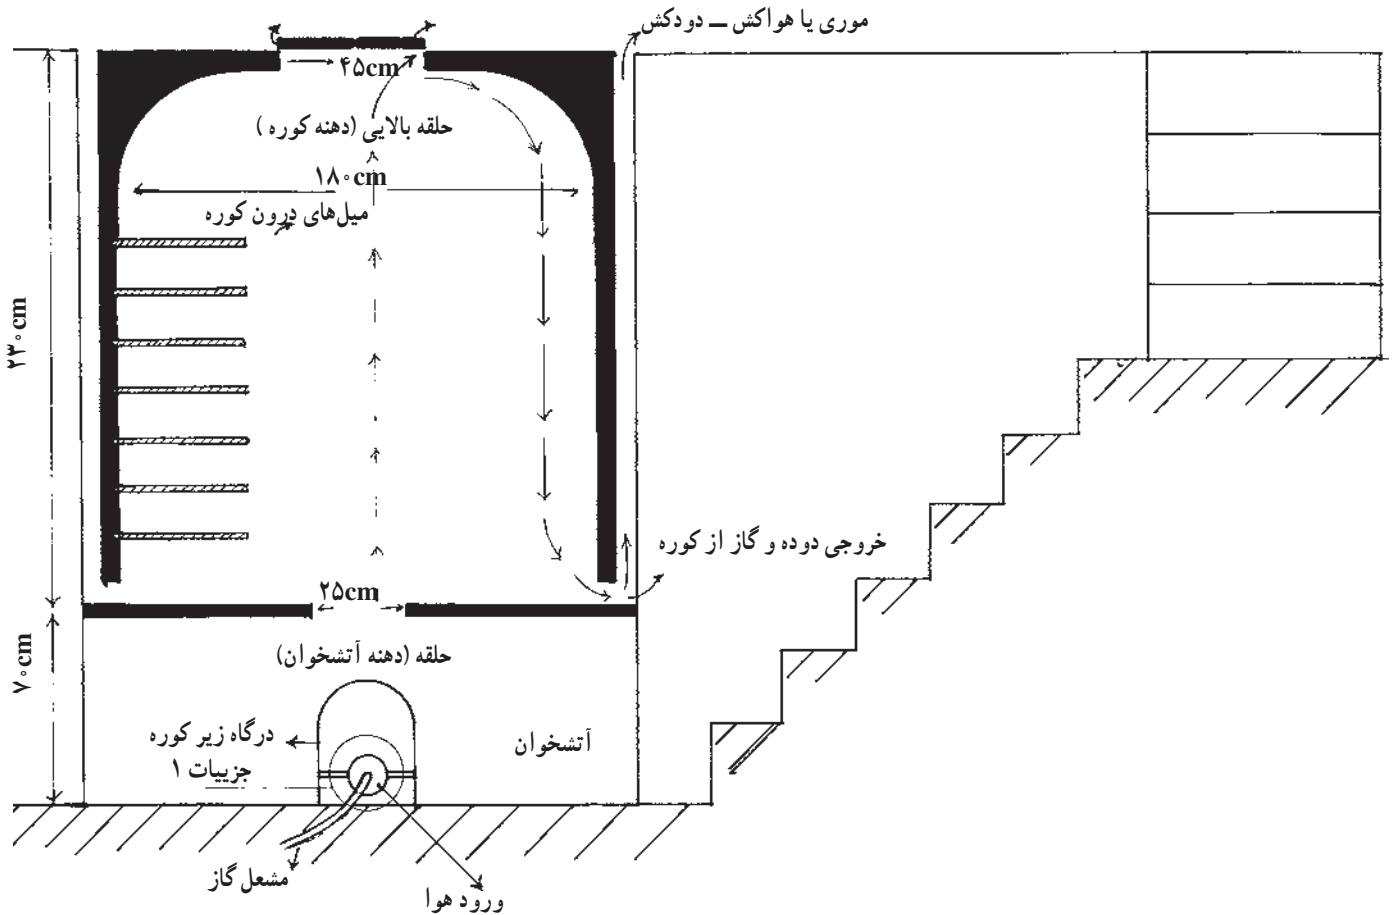 موری یا هواکش ــ دودکش
۴۵cm
حلقه بالایی (دهنه کوره )
۱۸۰cm
میل‌های درون کوره
۲۳۰cm
خروجی دوده و گاز از کوره
۲۵cm
حلقه (دهنه آتشخوان)
۷۰cm
درگاه زیر کوره
آتشخوان
جزییات ۱
مشعل گاز
ورود هوا